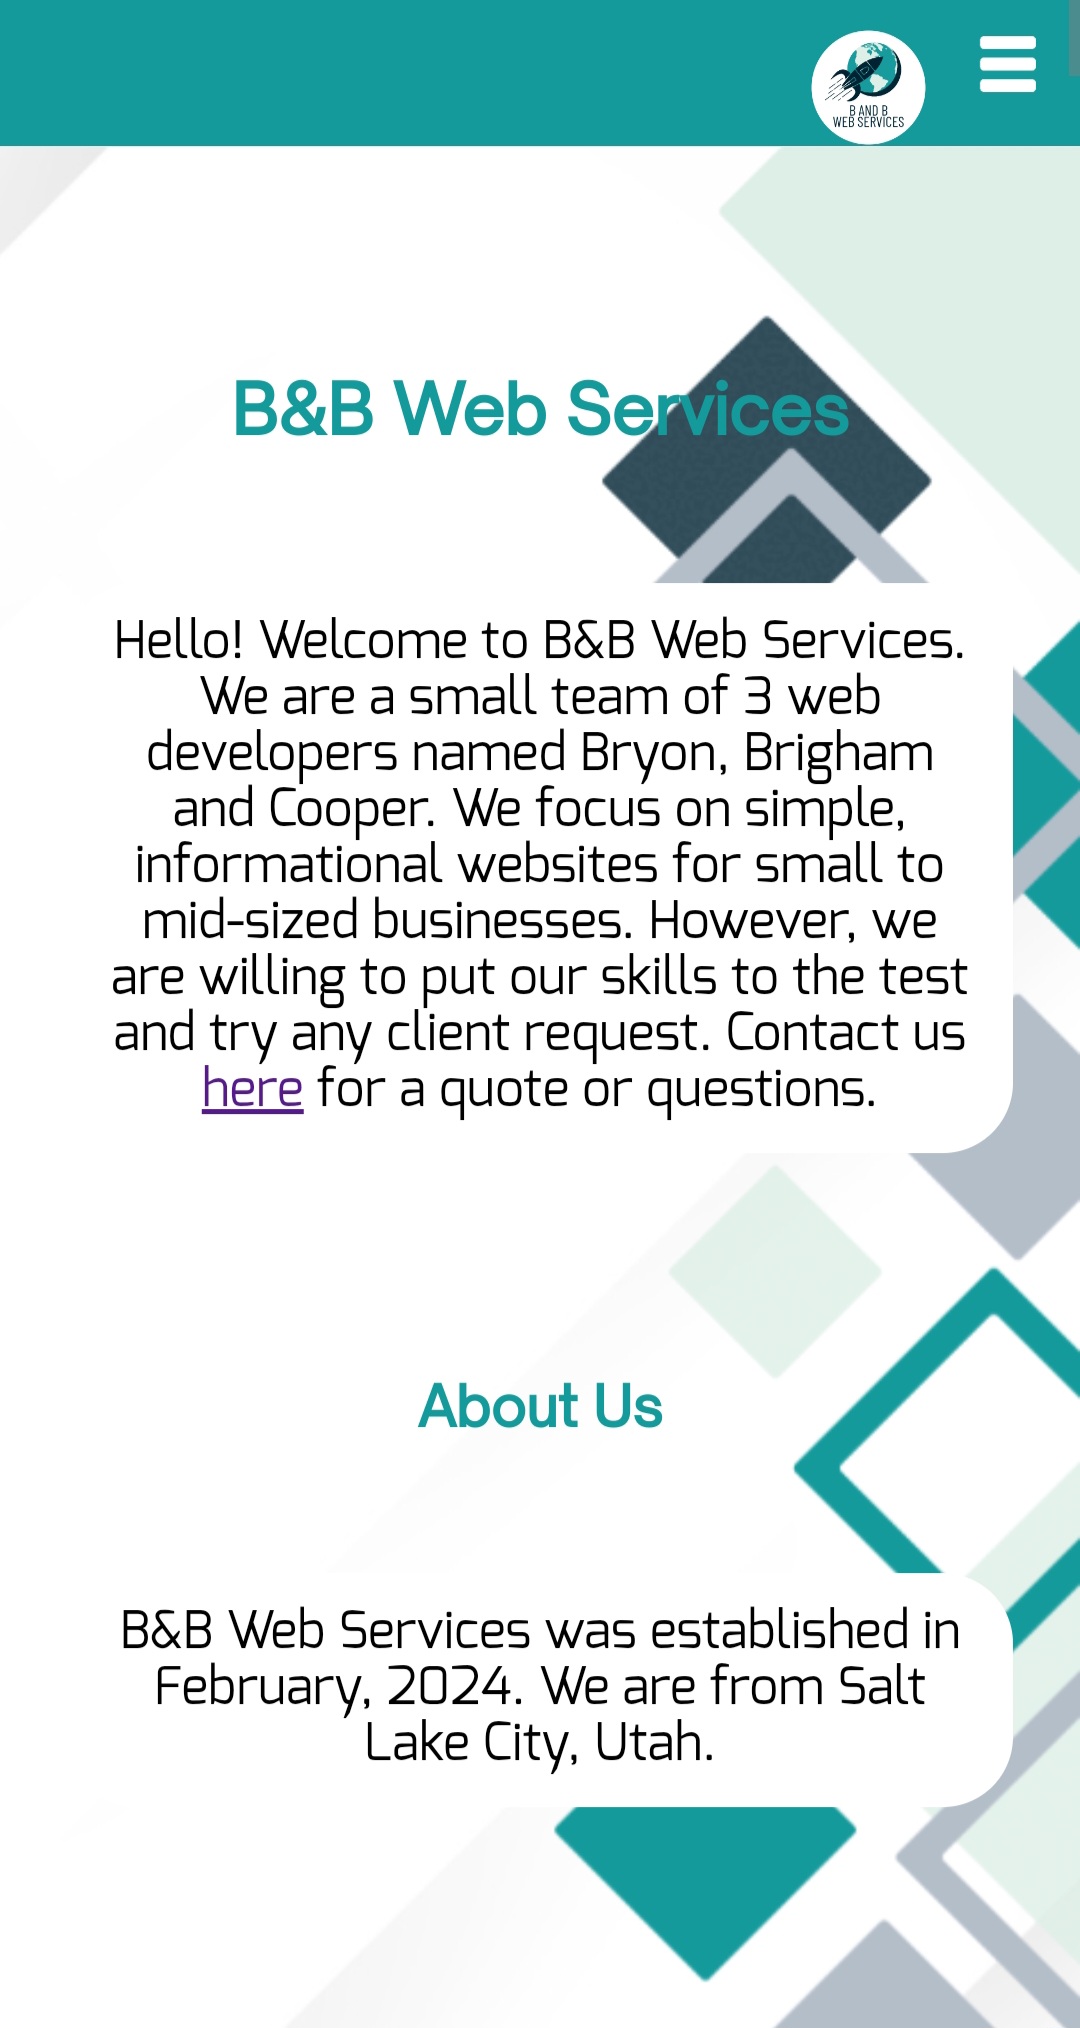 B AND B
WEB SERVICES
B&B Web Services
Hello! Welcome to B&B Web Services.
We are a small team of 3 web
developers named Bryon, Brigham
and Cooper. We focus on simple,
informational websites for small to
mid-sized businesses. However, we
are willing to put our skills to the test
and try any client request. Contact us
here for a quote or questions.
About Us
B&B Web Services was established in
February, 2024. We are from Salt
Lake City, Utah.